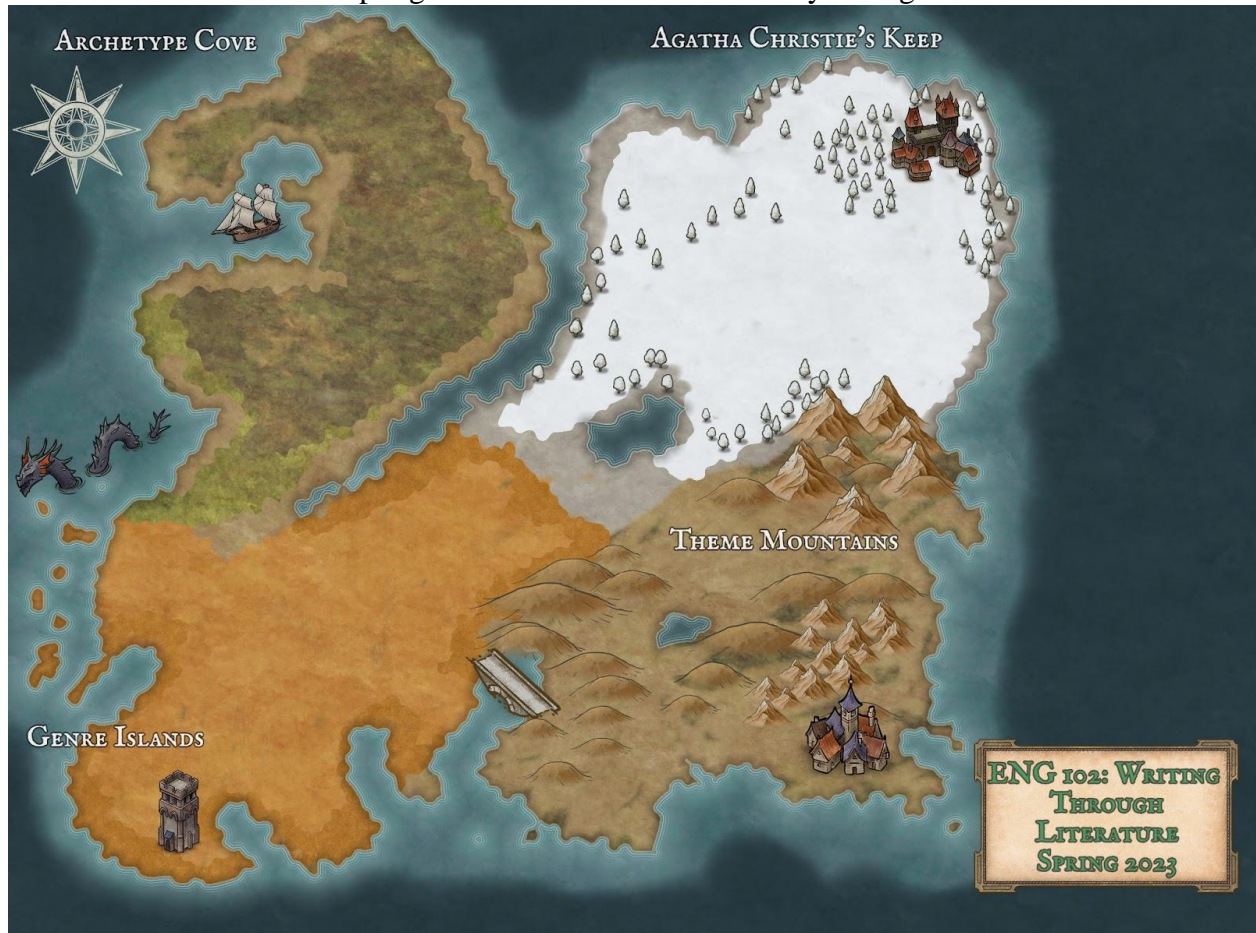 Archetype Cove
Agatha Christie's Keep
Theme Mountains
Genre Islands
ENG 102: Writing
Through
Literature
Spring 2023